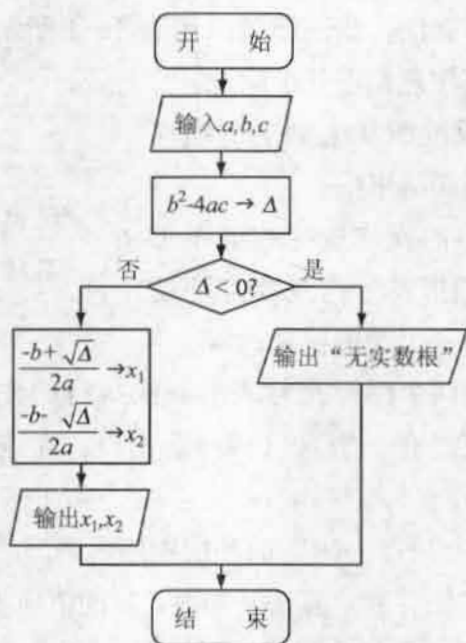 开 始
输入a,b,c
b²-4ac → Δ
否
Δ < 0?
是
-b+ √Δ
2a
→x₁
-b- √Δ
2a
→x₂
输出“无实数根”
输出x₁,x₂
结 束